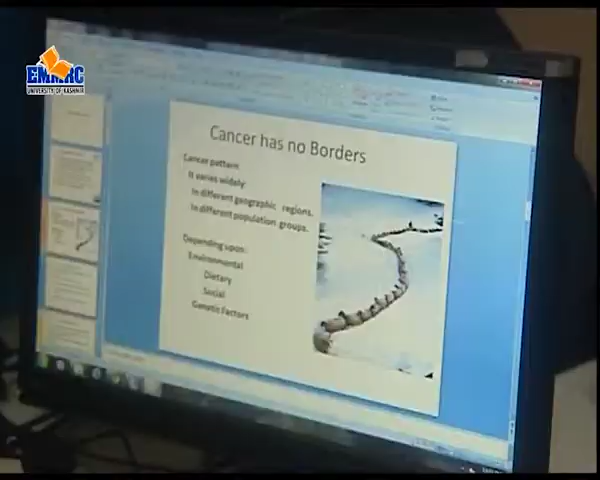 EMMRC
UNIVERSITY OF KASHMIR
Cancer has no Borders
Cancer pattern
It varies widely:
In different geographic regions.
In different population groups.
Depending upon:
Environmental
Dietary
Social
Genetic Factors